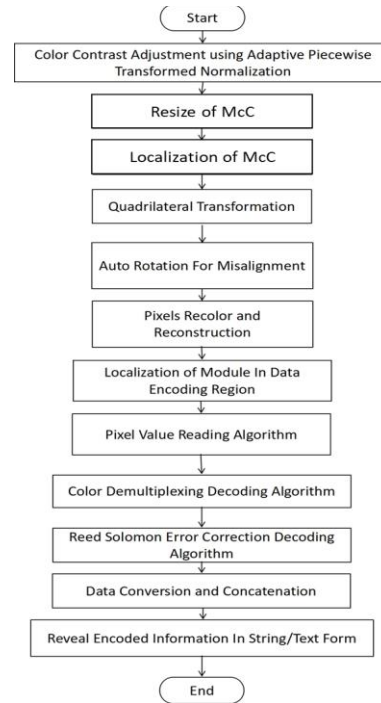 Start
Color Contrast Adjustment using Adaptive Piecewise
Transformed Normalization
Resize of McC
Localization of McC
Quadrilateral Transformation
Auto Rotation For Misalignment
Pixels Recolor and
Reconstruction
Localization of Module In Data
Encoding Region
Pixel Value Reading Algorithm
Color Demultiplexing Decoding Algorithm
Reed Solomon Error Correction Decoding
Algorithm
Data Conversion and Concatenation
Reveal Encoded Information In String/Text Form
End